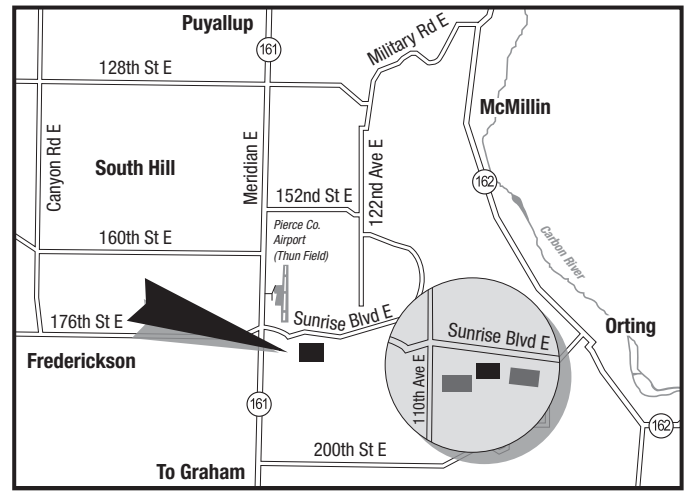 Puyallup
161
Military Rd E
128th St E
McMillin
Canyon Rd E
South Hill
Meridian E
122nd Ave E
152nd St E
162
Pierce Co.
Airport
(Thun Field)
160th St E
Carbon River
176th St E
Sunrise Blvd E
Orting
Sunrise Blvd E
Frederickson
110th Ave E
161
162
200th St E
To Graham